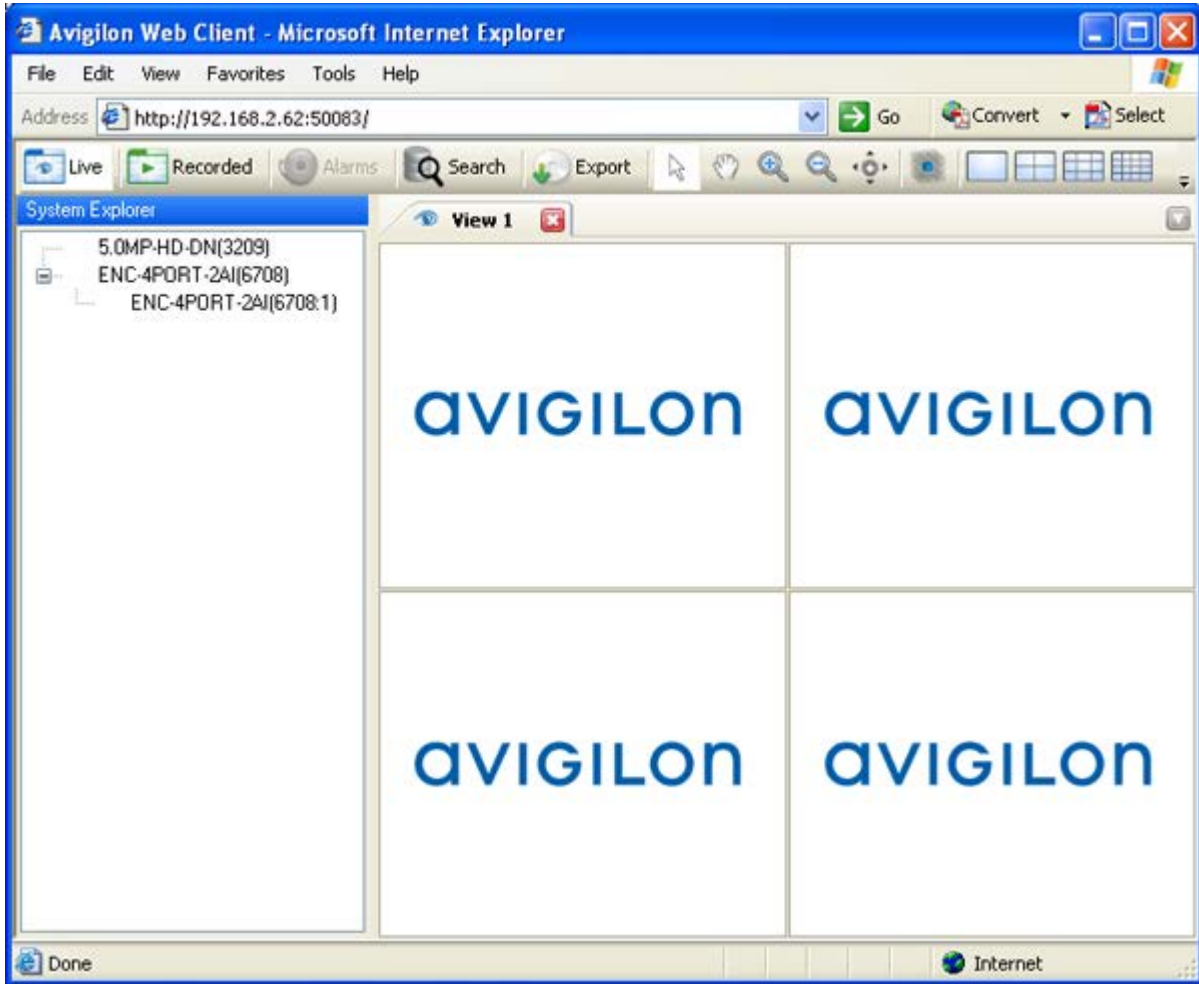 Avigilon Web Client - Microsoft Internet Explorer
File Edit View Favorites Tools Help
Address http://192.168.2.62:50083/ Go Convert Select
Live Recorded Alarms Search Export
System Explorer
View 1
5.0MP-HD-DN(3209)
ENC-4PORT-2AI(6708)
ENC-4PORT-2AI(6708:1)
avigilon avigilon
avigilon avigilon
Done Internet